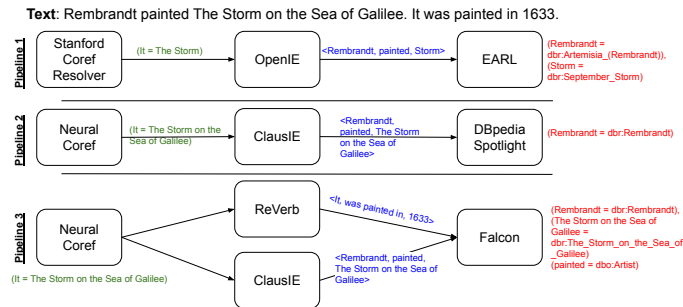 Text: Rembrandt painted The Storm on the Sea of Galilee. It was painted in 1633.
Pipeline 1
Stanford
Coref
Resolver
(It = The Storm)
OpenIE
<Rembrandt, painted, Storm>
EARL
(Rembrandt =
dbr:Artemisia_(Rembrandt)),
(Storm =
dbr:September_Storm)
Pipeline 2
Neural
Coref
(It = The Storm on the
Sea of Galilee)
ClausIE
<Rembrandt,
painted, The Storm
on the Sea of
Galilee>
DBpedia
Spotlight
(Rembrandt = dbr:Rembrandt)
Pipeline 3
Neural
Coref
(It = The Storm on the Sea of Galilee)
ReVerb
<It, was painted in, 1633>
ClausIE
<Rembrandt, painted,
The Storm on the Sea
of Galilee>
Falcon
(Rembrandt = dbr:Rembrandt),
(The Storm on the Sea of
Galilee =
dbr:The_Storm_on_the_Sea_of
_Galilee)
(painted = dbo:Artist)